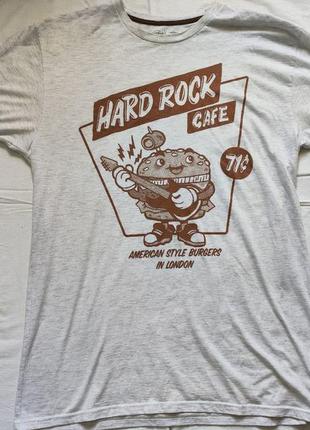 HARD ROCK
CAFE
71¢
AMERICAN STYLE BURGERS
IN LONDON